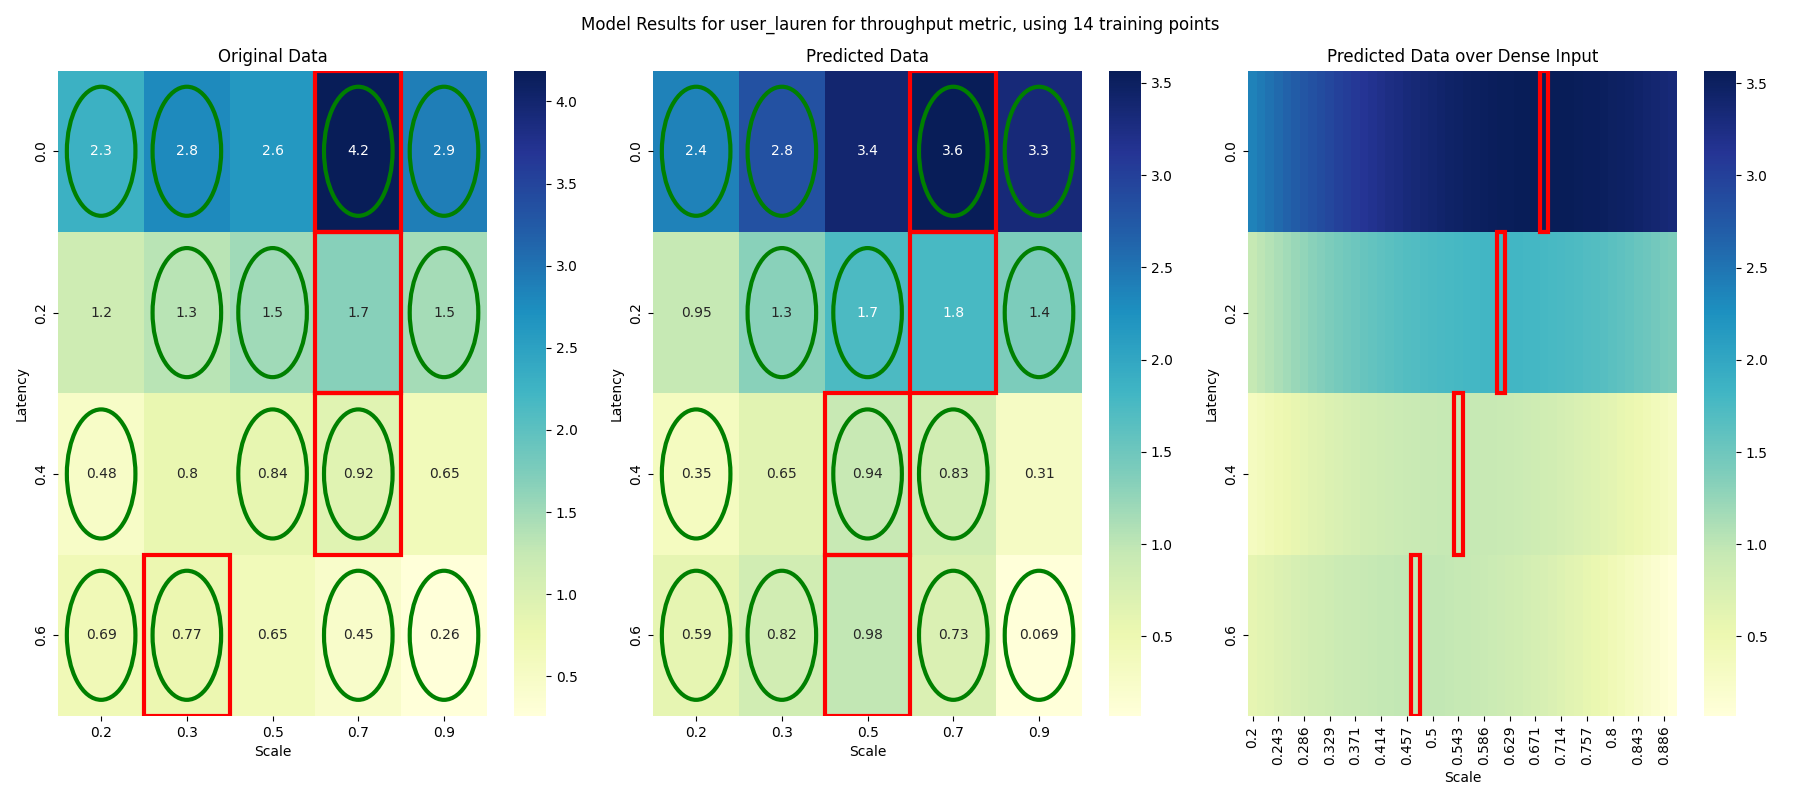 Model Results for user_lauren for throughput metric, using 14 training points
Original Data
Latency
0.0
2.3 2.8 2.6 4.2 2.9
0.2
1.2 1.3 1.5 1.7 1.5
0.4
0.48 0.8 0.84 0.92 0.65
0.6
0.69 0.77 0.65 0.45 0.26
0.2 0.3 0.5 0.7 0.9
Scale
4.0
3.5
3.0
2.5
2.0
1.5
1.0
0.5
Predicted Data
Latency
0.0
2.4 2.8 3.4 3.6 3.3
0.2
0.95 1.3 1.7 1.8 1.4
0.4
0.35 0.65 0.94 0.83 0.31
0.6
0.59 0.82 0.98 0.73 0.069
0.2 0.3 0.5 0.7 0.9
Scale
3.5
3.0
2.5
2.0
1.5
1.0
0.5
Predicted Data over Dense Input
Latency
0.0
0.2
0.4
0.6
0.2 0.243 0.286 0.329 0.371 0.414 0.457 0.5 0.543 0.586 0.629 0.671 0.714 0.757 0.8 0.843 0.886
Scale
3.5
3.0
2.5
2.0
1.5
1.0
0.5